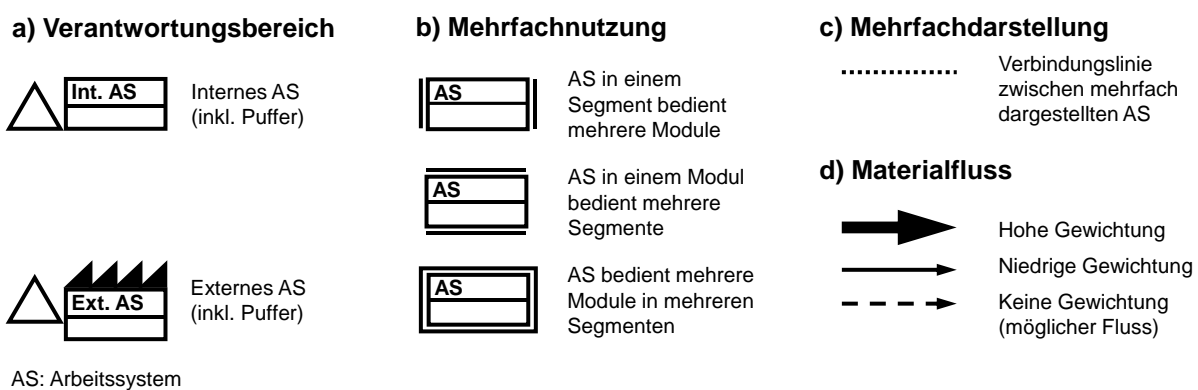 a) Verantwortungsbereich
Int. AS
Internes AS
(inkl. Puffer)
Ext. AS
Externes AS
(inkl. Puffer)
AS: Arbeitssystem
b) Mehrfachnutzung
AS
AS in einem
Segment bedient
mehrere Module
AS
AS in einem Modul
bedient mehrere
Segmente
AS
AS bedient mehrere
Module in mehreren
Segmenten
c) Mehrfachdarstellung
Verbindungslinie
zwischen mehrfach
dargestellten AS
d) Materialfluss
Hohe Gewichtung
Niedrige Gewichtung
Keine Gewichtung
(möglicher Fluss)